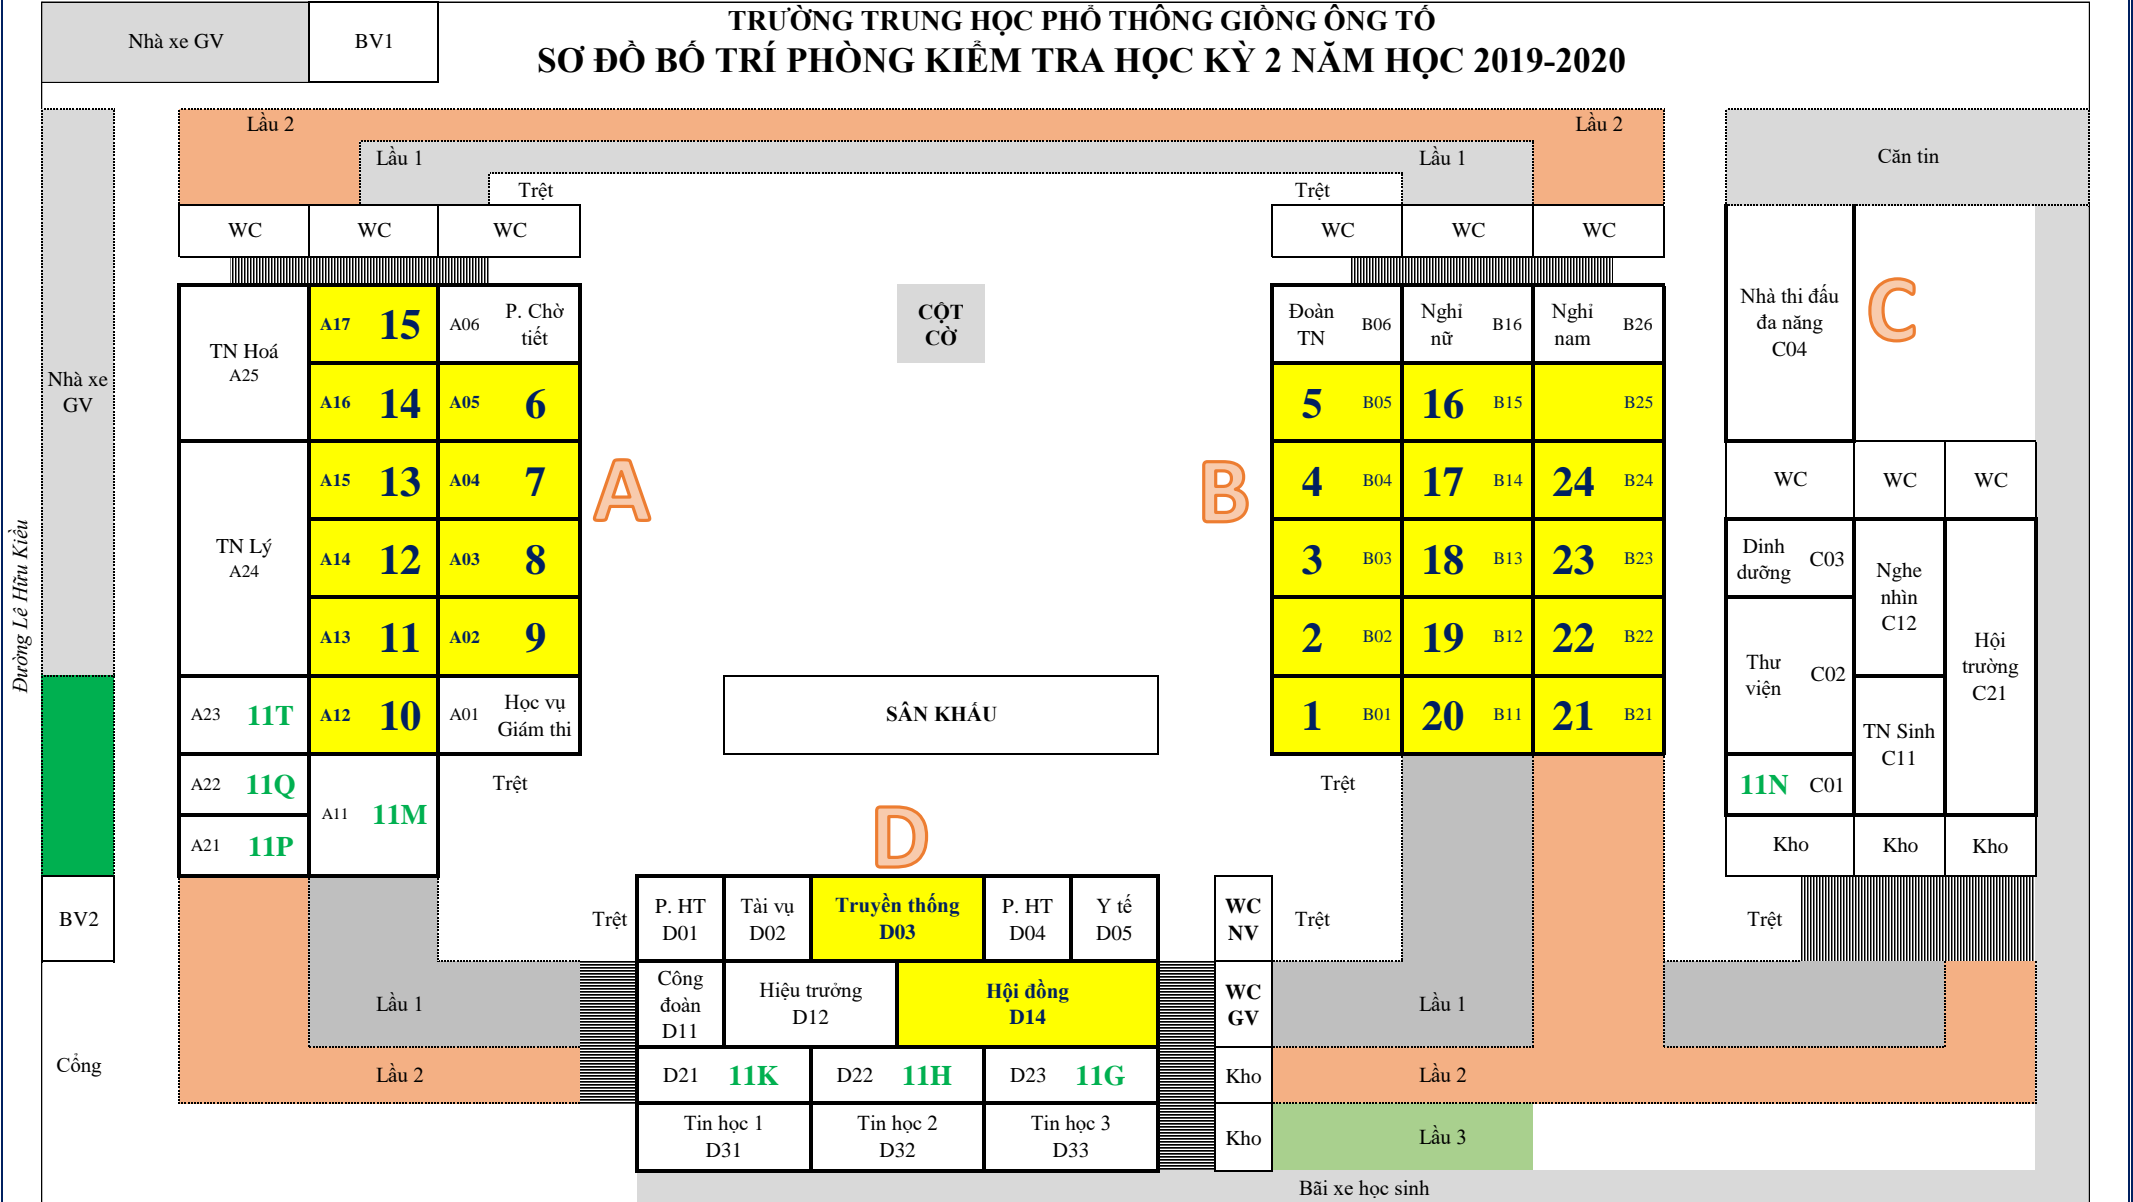 TRƯỜNG TRUNG HỌC PHỔ THÔNG GIỒNG ÔNG TỐ
SƠ ĐỒ BỐ TRÍ PHÒNG KIỂM TRA HỌC KỲ 2 NĂM HỌC 2019-2020
Nhà xe GV BV1
Lầu 2 Lầu 2
Lầu 1 Lầu 1 Căn tin
Trệt Trệt
WC WC WC WC WC WC
Đường Lê Hữu Kiều
Nhà xe
GV
TN Hoá
A25
A17 15 A06 P. Chờ
tiết
A16 14 A05 6
TN Lý
A24
A15 13 A04 7
A14 12 A03 8
A13 11 A02 9
A23 11T A12 10 A01 Học vụ
Giám thi
A22 11Q
A11 11M
A21 11P
Trệt
A
CỘT
CỜ
SÂN KHẤU
B
Đoàn
TN B06 Nghỉ
nữ B16 Nghỉ
nam B26
5 B05 16 B15 B25
4 B04 17 B14 24 B24
3 B03 18 B13 23 B23
2 B02 19 B12 22 B22
1 B01 20 B11 21 B21
Trệt
Nhà thi đấu
đa năng
C04
C
WC WC WC
Dinh
dưỡng C03
Nghe
nhìn
C12
Hội
trường
C21
Thư
viện C02
TN Sinh
C11
11N C01
Kho Kho Kho
Trệt
D
BV2
Cổng
Trệt
P. HT
D01
Tài vụ
D02
Truyền thống
D03
P. HT
D04
Y tế
D05
WC
NV
Trệt
Lầu 1
Công
đoàn
D11
Hiệu trưởng
D12
Hội đồng
D14
WC
GV
Lầu 1
Lầu 2
D21 11K D22 11H D23 11G Kho Lầu 2
Tin học 1
D31
Tin học 2
D32
Tin học 3
D33
Kho Lầu 3
Bãi xe học sinh